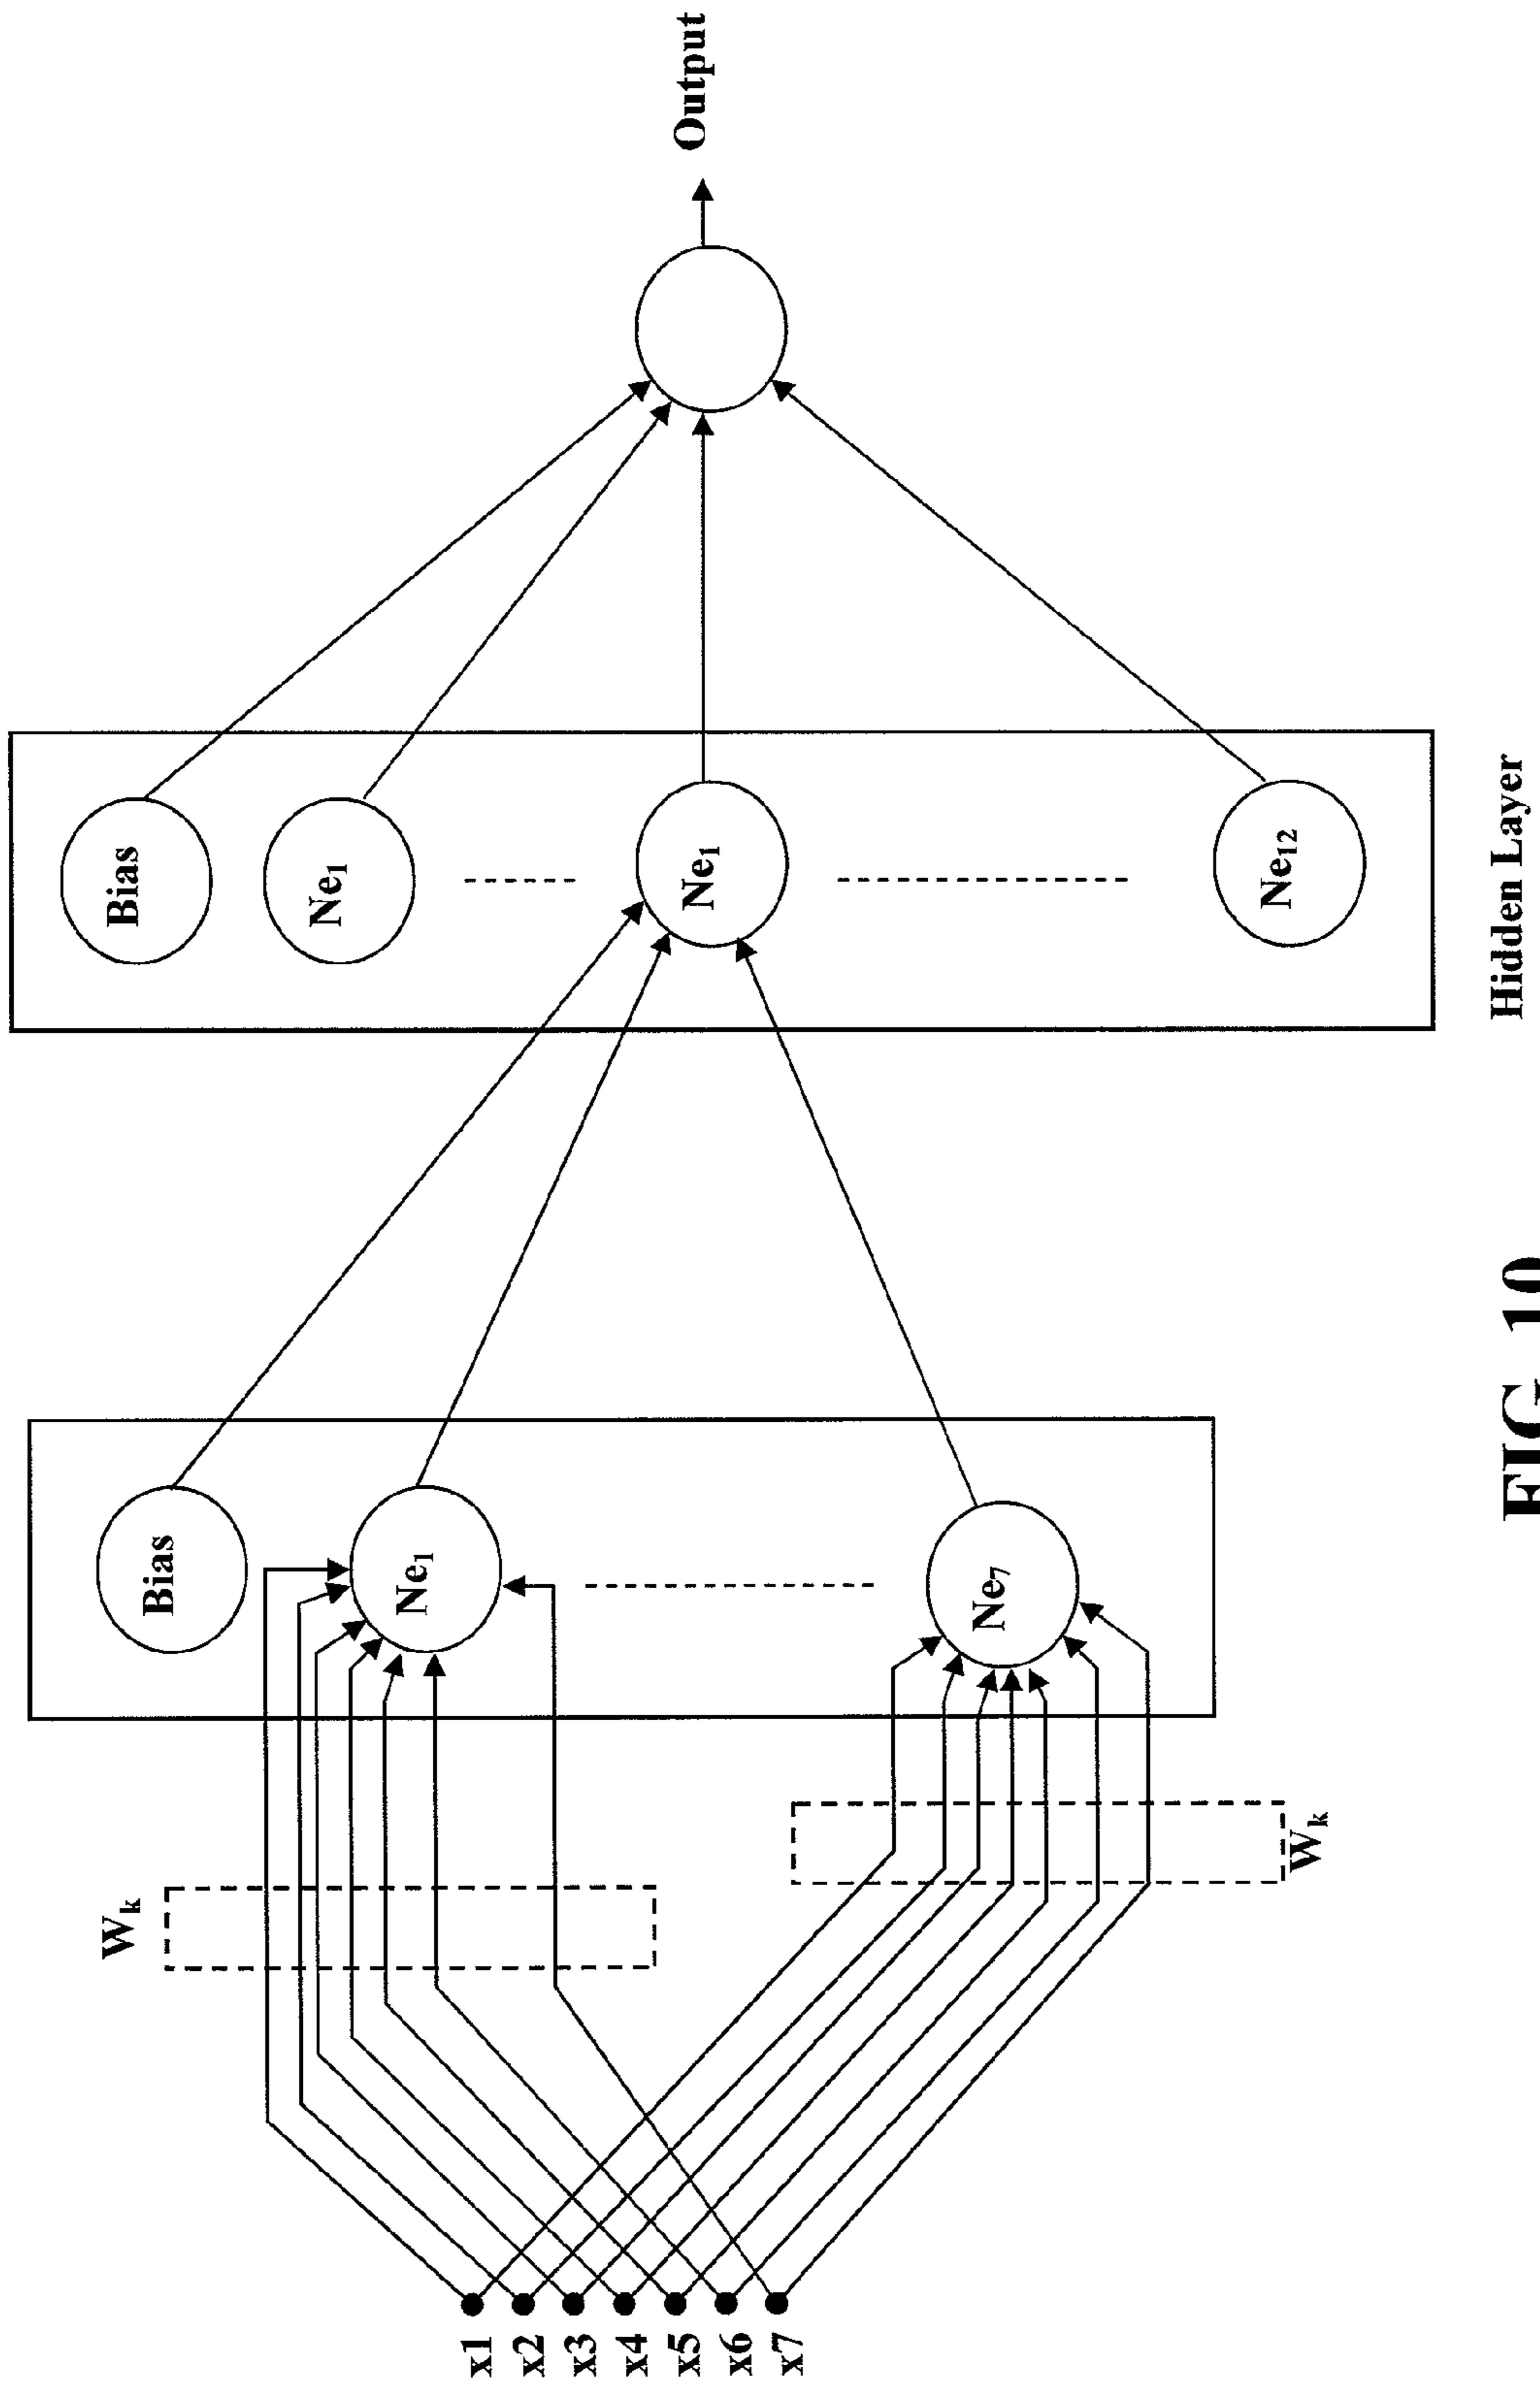 x1
x2
x3
x4
x5
x6
x7
Wk
Wk
Bias
Ne1
Ne7
Bias
Ne1
Ne1
Ne12
Output
Hidden Layer
FIG 10